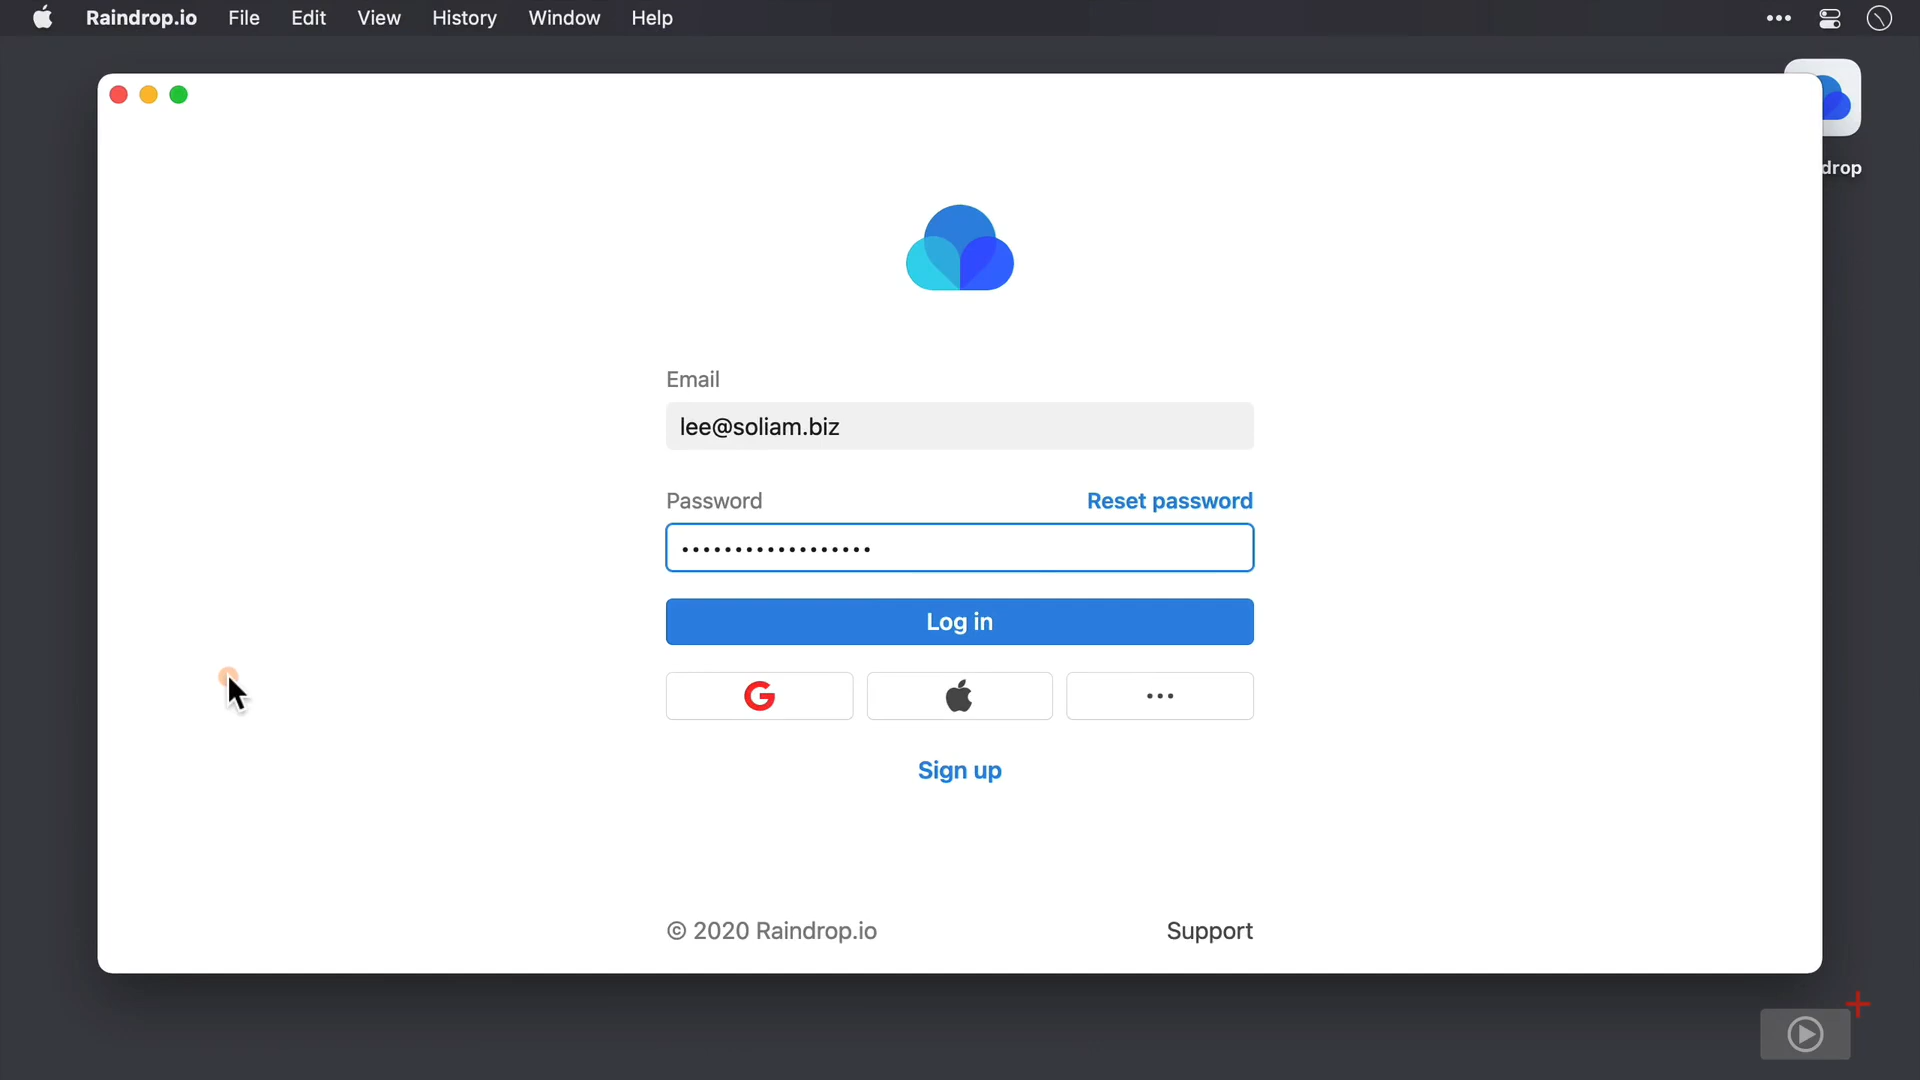 Raindrop.io File Edit View History Window Help
drop
Email
lee@soliam.biz
Password Reset password
Log in
Sign up
© 2020 Raindrop.io Support